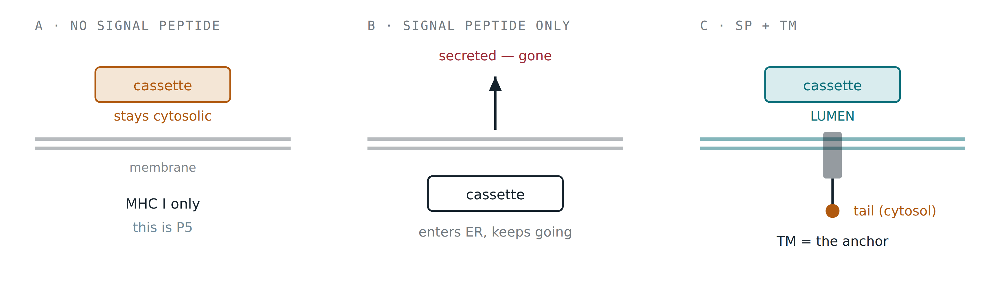 A · NO SIGNAL PEPTIDE
cassette
stays cytosolic
membrane
MHC I only
this is P5
B · SIGNAL PEPTIDE ONLY
secreted — gone
cassette
enters ER, keeps going
C · SP + TM
cassette
LUMEN
tail (cytosol)
TM = the anchor